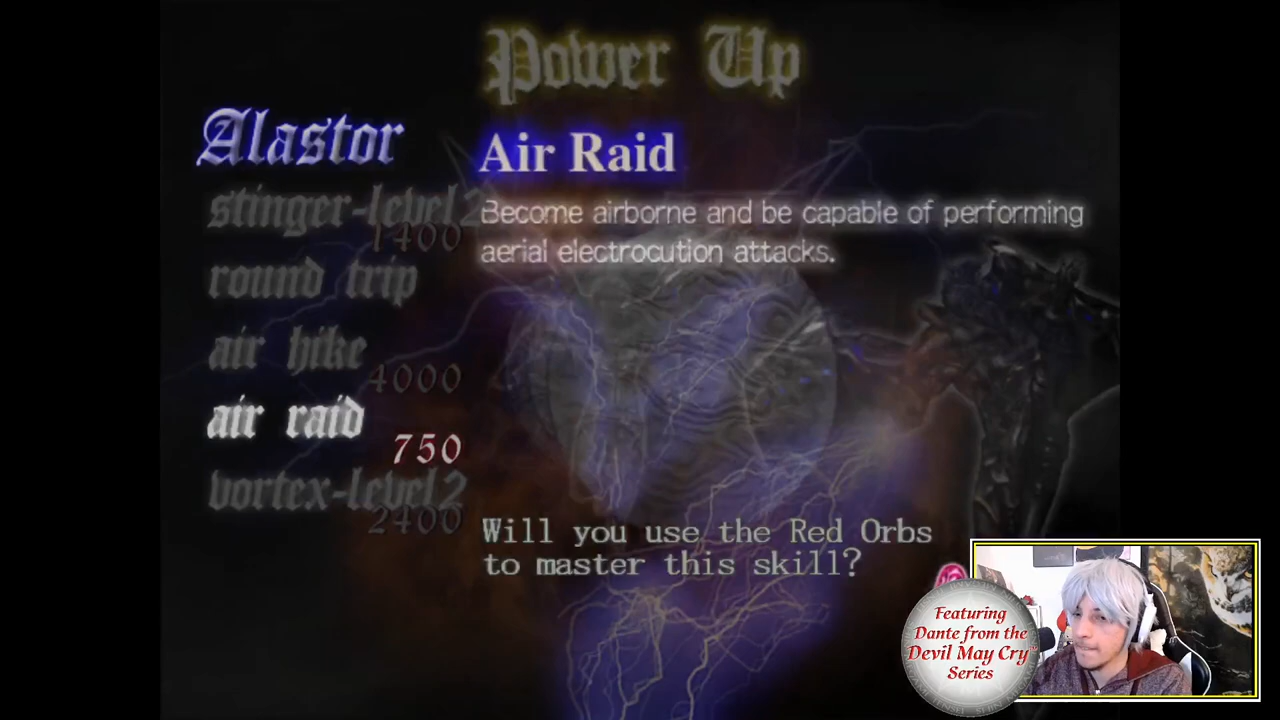 Power Up
Alastor
stinger-level2
1400
round trip
air hike
4000
air raid
750
vortex-level2
2400
Air Raid
Become airborne and be capable of performing
aerial electrocution attacks.
Will you use the Red Orbs
to master this skill?
Featuring
Dante from the
Devil May Cry™
Series